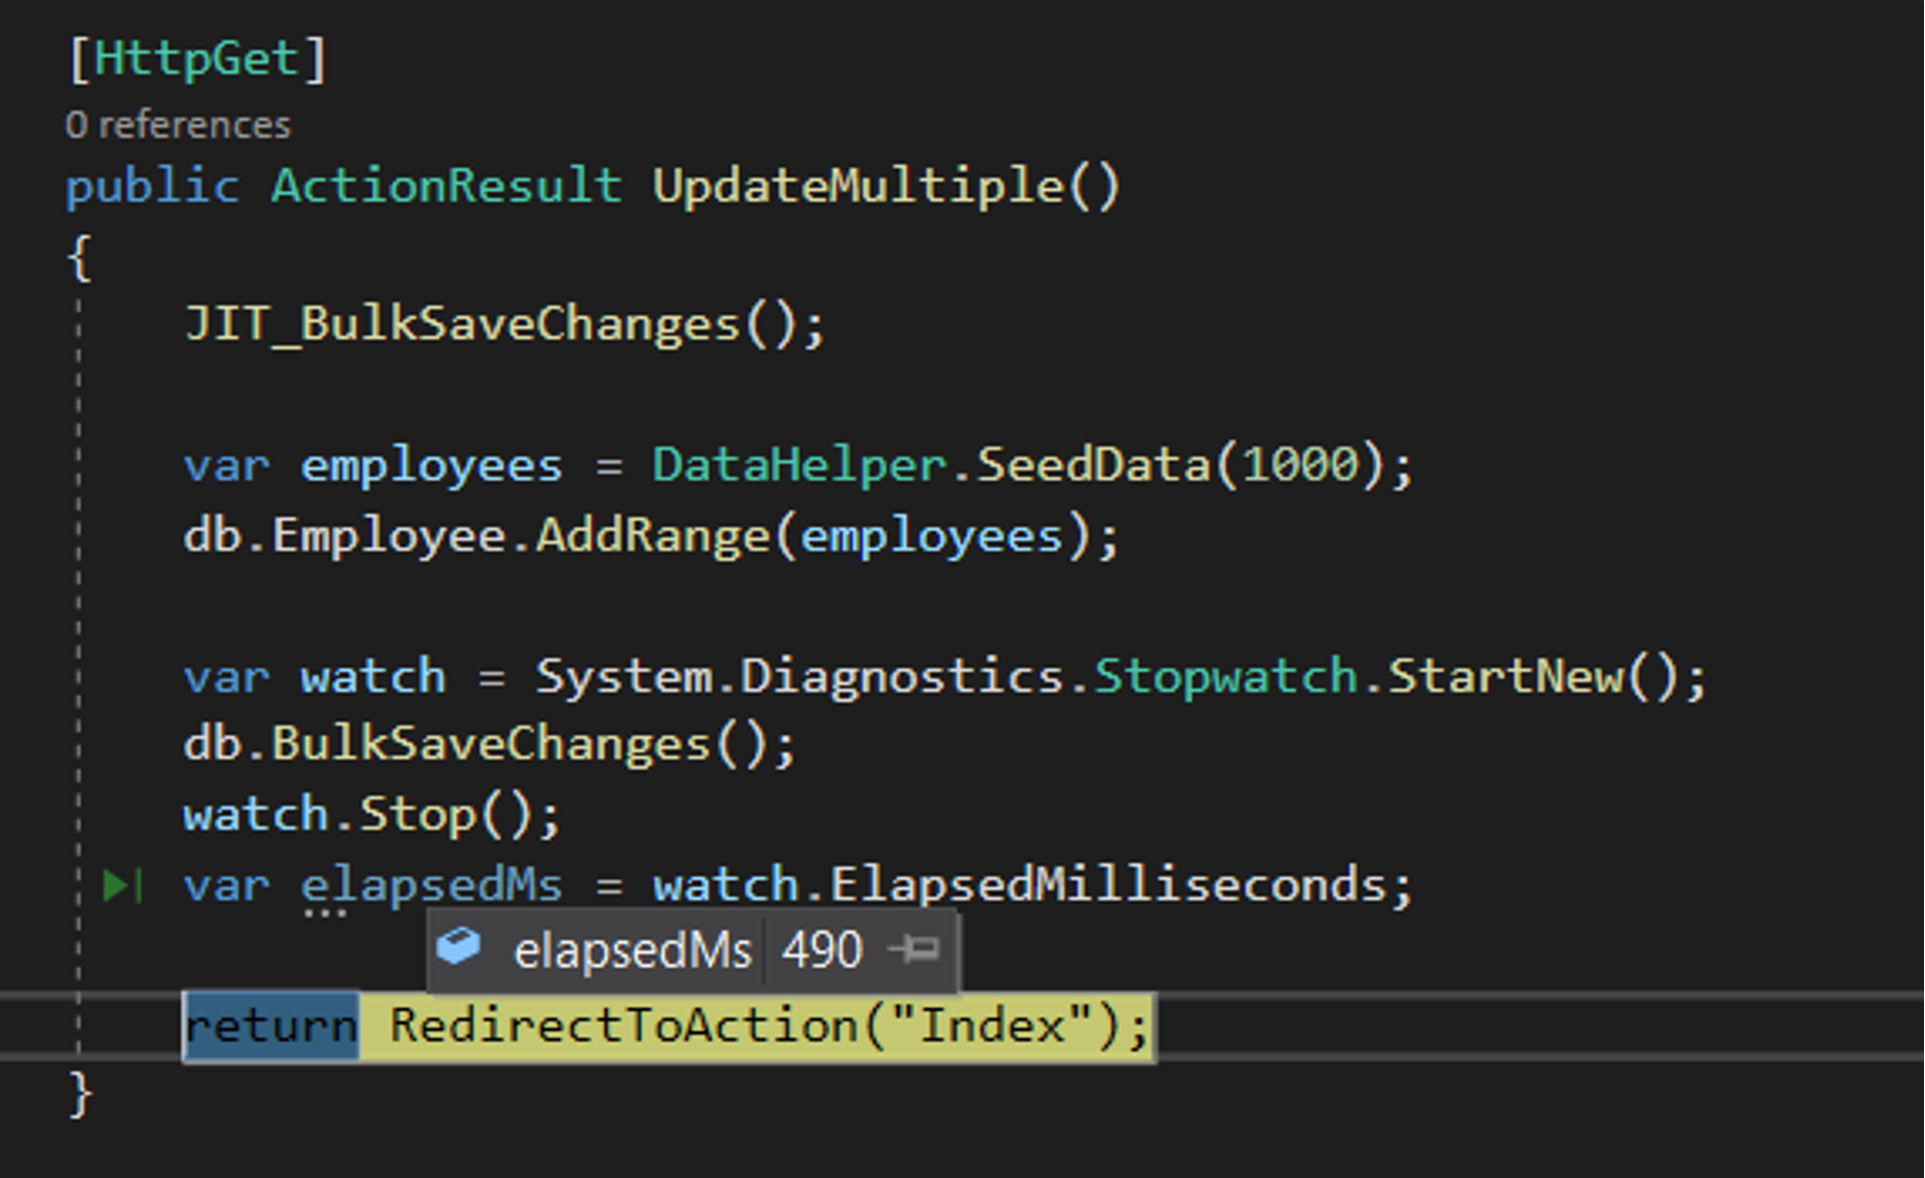 [HttpGet]
0 references
public ActionResult UpdateMultiple()
{
JIT_BulkSaveChanges();
var employees = DataHelper.SeedData(1000);
db.Employee.AddRange(employees);
var watch = System.Diagnostics.Stopwatch.StartNew();
db.BulkSaveChanges();
watch.Stop();
var elapsedMs = watch.ElapsedMilliseconds;
elapsedMs 490
return RedirectToAction("Index");
}